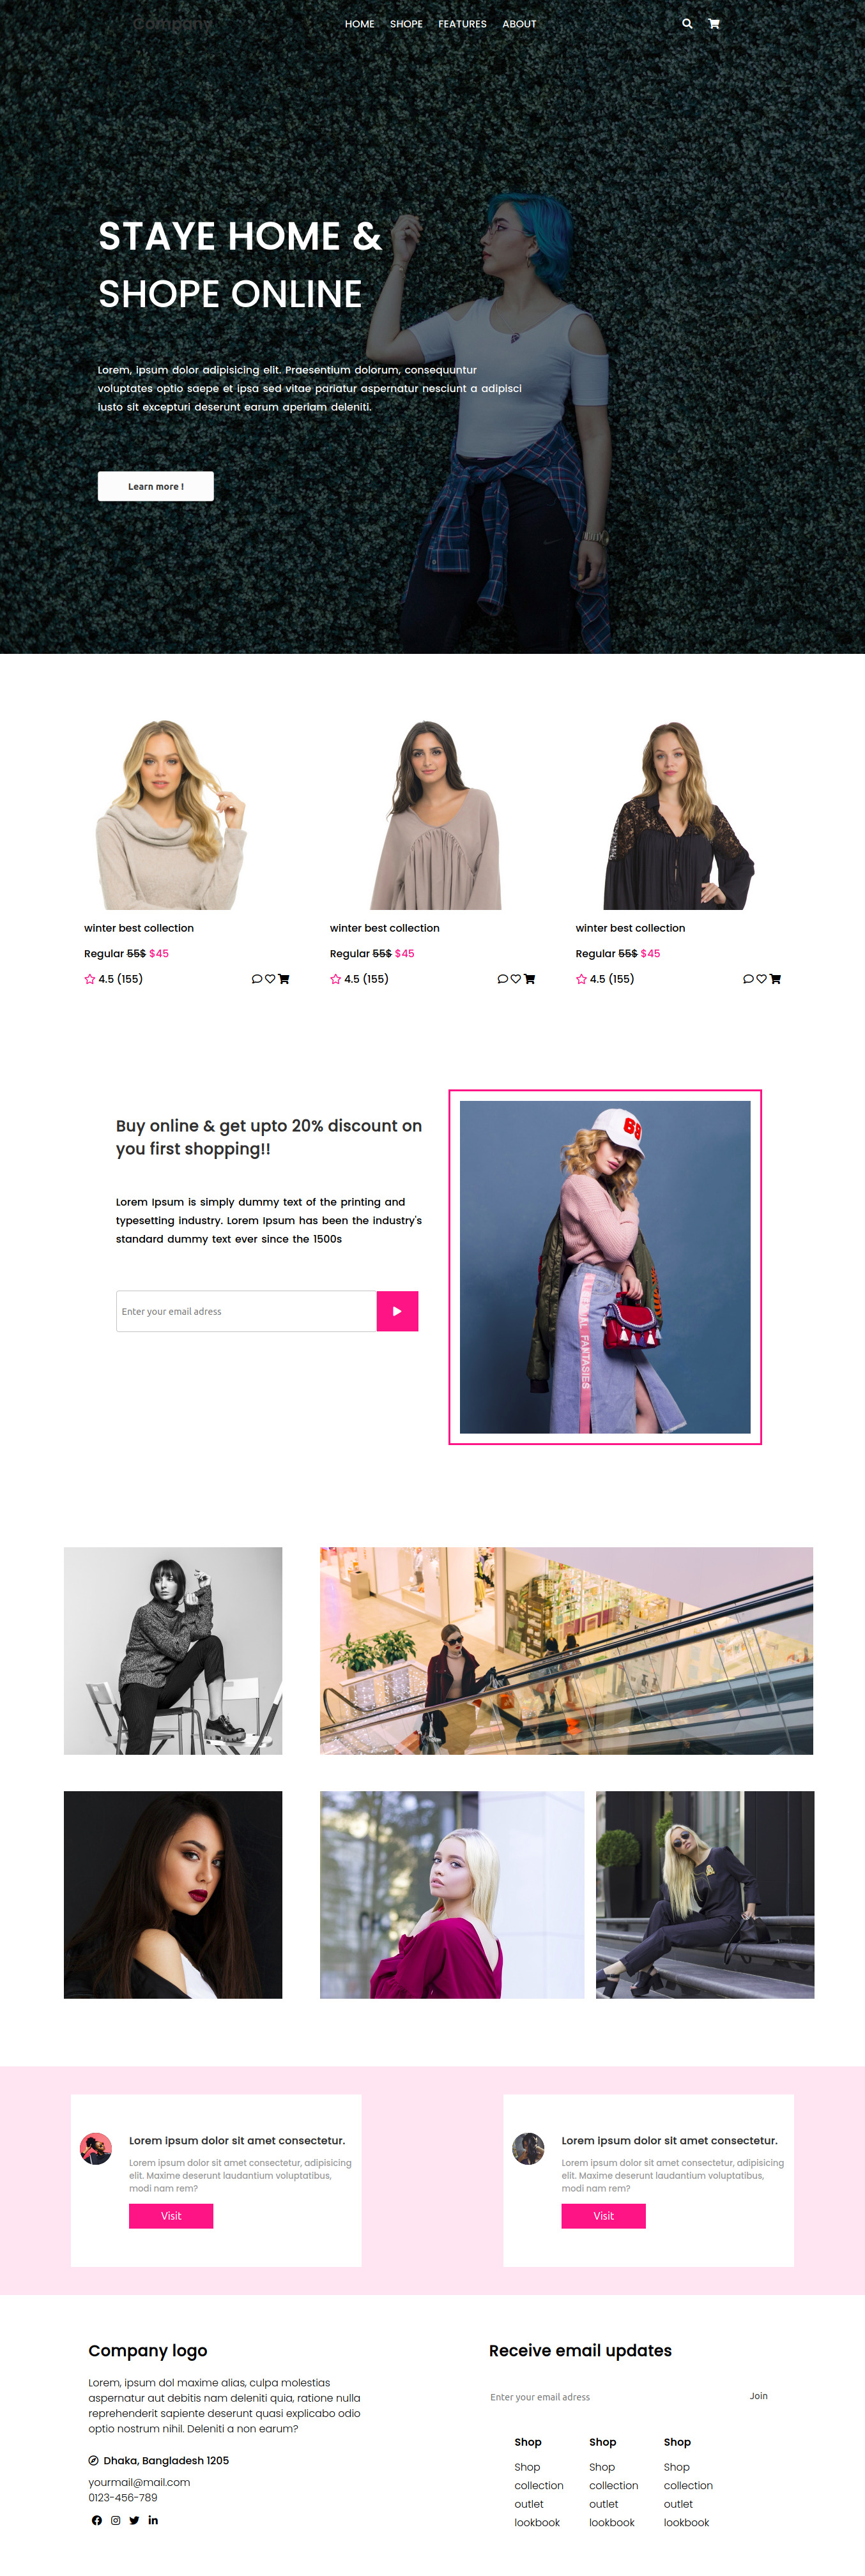 Company
HOME SHOPE FEATURES ABOUT
STAYE HOME &
SHOPE ONLINE
Lorem, ipsum dolor adipisicing elit. Praesentium dolorum, consequuntur
voluptates optio saepe et ipsa sed vitae pariatur aspernatur nesciunt a adipisci
iusto sit excepturi deserunt earum aperiam deleniti.
Learn more !
winter best collection
Regular 55$ $45
4.5 (155)
winter best collection
Regular 55$ $45
4.5 (155)
winter best collection
Regular 55$ $45
4.5 (155)
Buy online & get upto 20% discount on
you first shopping!!
Lorem Ipsum is simply dummy text of the printing and
typesetting industry. Lorem Ipsum has been the industry's
standard dummy text ever since the 1500s
Enter your email adress
FANTASIES
Lorem ipsum dolor sit amet consectetur.
Lorem ipsum dolor sit amet consectetur, adipisicing
elit. Maxime deserunt laudantium voluptatibus,
modi nam rem?
Visit
Lorem ipsum dolor sit amet consectetur.
Lorem ipsum dolor sit amet consectetur, adipisicing
elit. Maxime deserunt laudantium voluptatibus,
modi nam rem?
Visit
Company logo
Lorem, ipsum dol maxime alias, culpa molestias
aspernatur aut debitis nam deleniti quia, ratione nulla
reprehenderit sapiente deserunt quasi explicabo odio
optio nostrum nihil. Deleniti a non earum?
Dhaka, Bangladesh 1205
yourmail@mail.com
0123-456-789
Receive email updates
Enter your email adress
Join
Shop
Shop
collection
outlet
lookbook
Shop
Shop
collection
outlet
lookbook
Shop
Shop
collection
outlet
lookbook